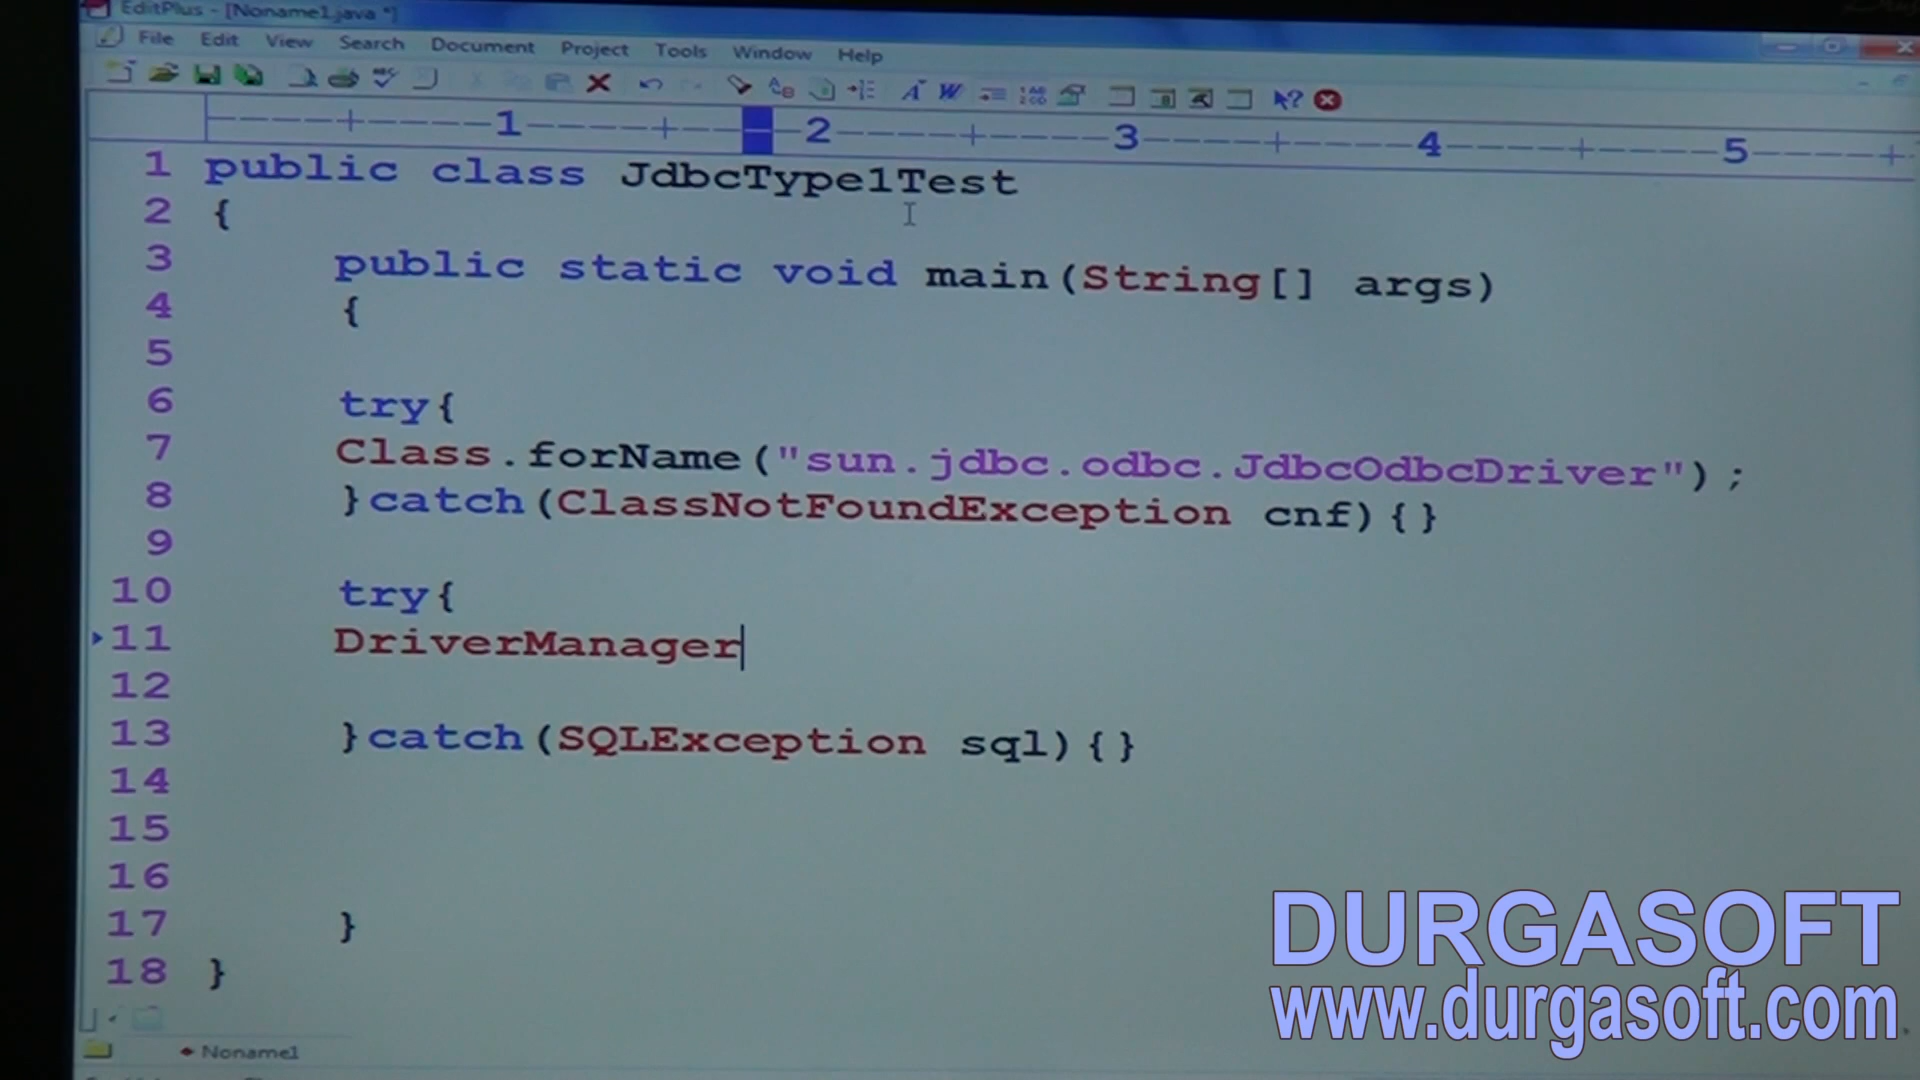 EditPlus - [Noname1.java *]
File Edit View Search Document Project Tools Window Help
1 2 3 4 5
1 public class JdbcType1Test
2 {
3 public static void main(String[] args)
4 {
5
6 try{
7 Class.forName("sun.jdbc.odbc.JdbcOdbcDriver");
8 }catch(ClassNotFoundException cnf){}
9
10 try{
11 DriverManager
12
13 }catch(SQLException sql){}
14
15
16
17 }
18 }
DURGASOFT
www.durgasoft.com
Noname1